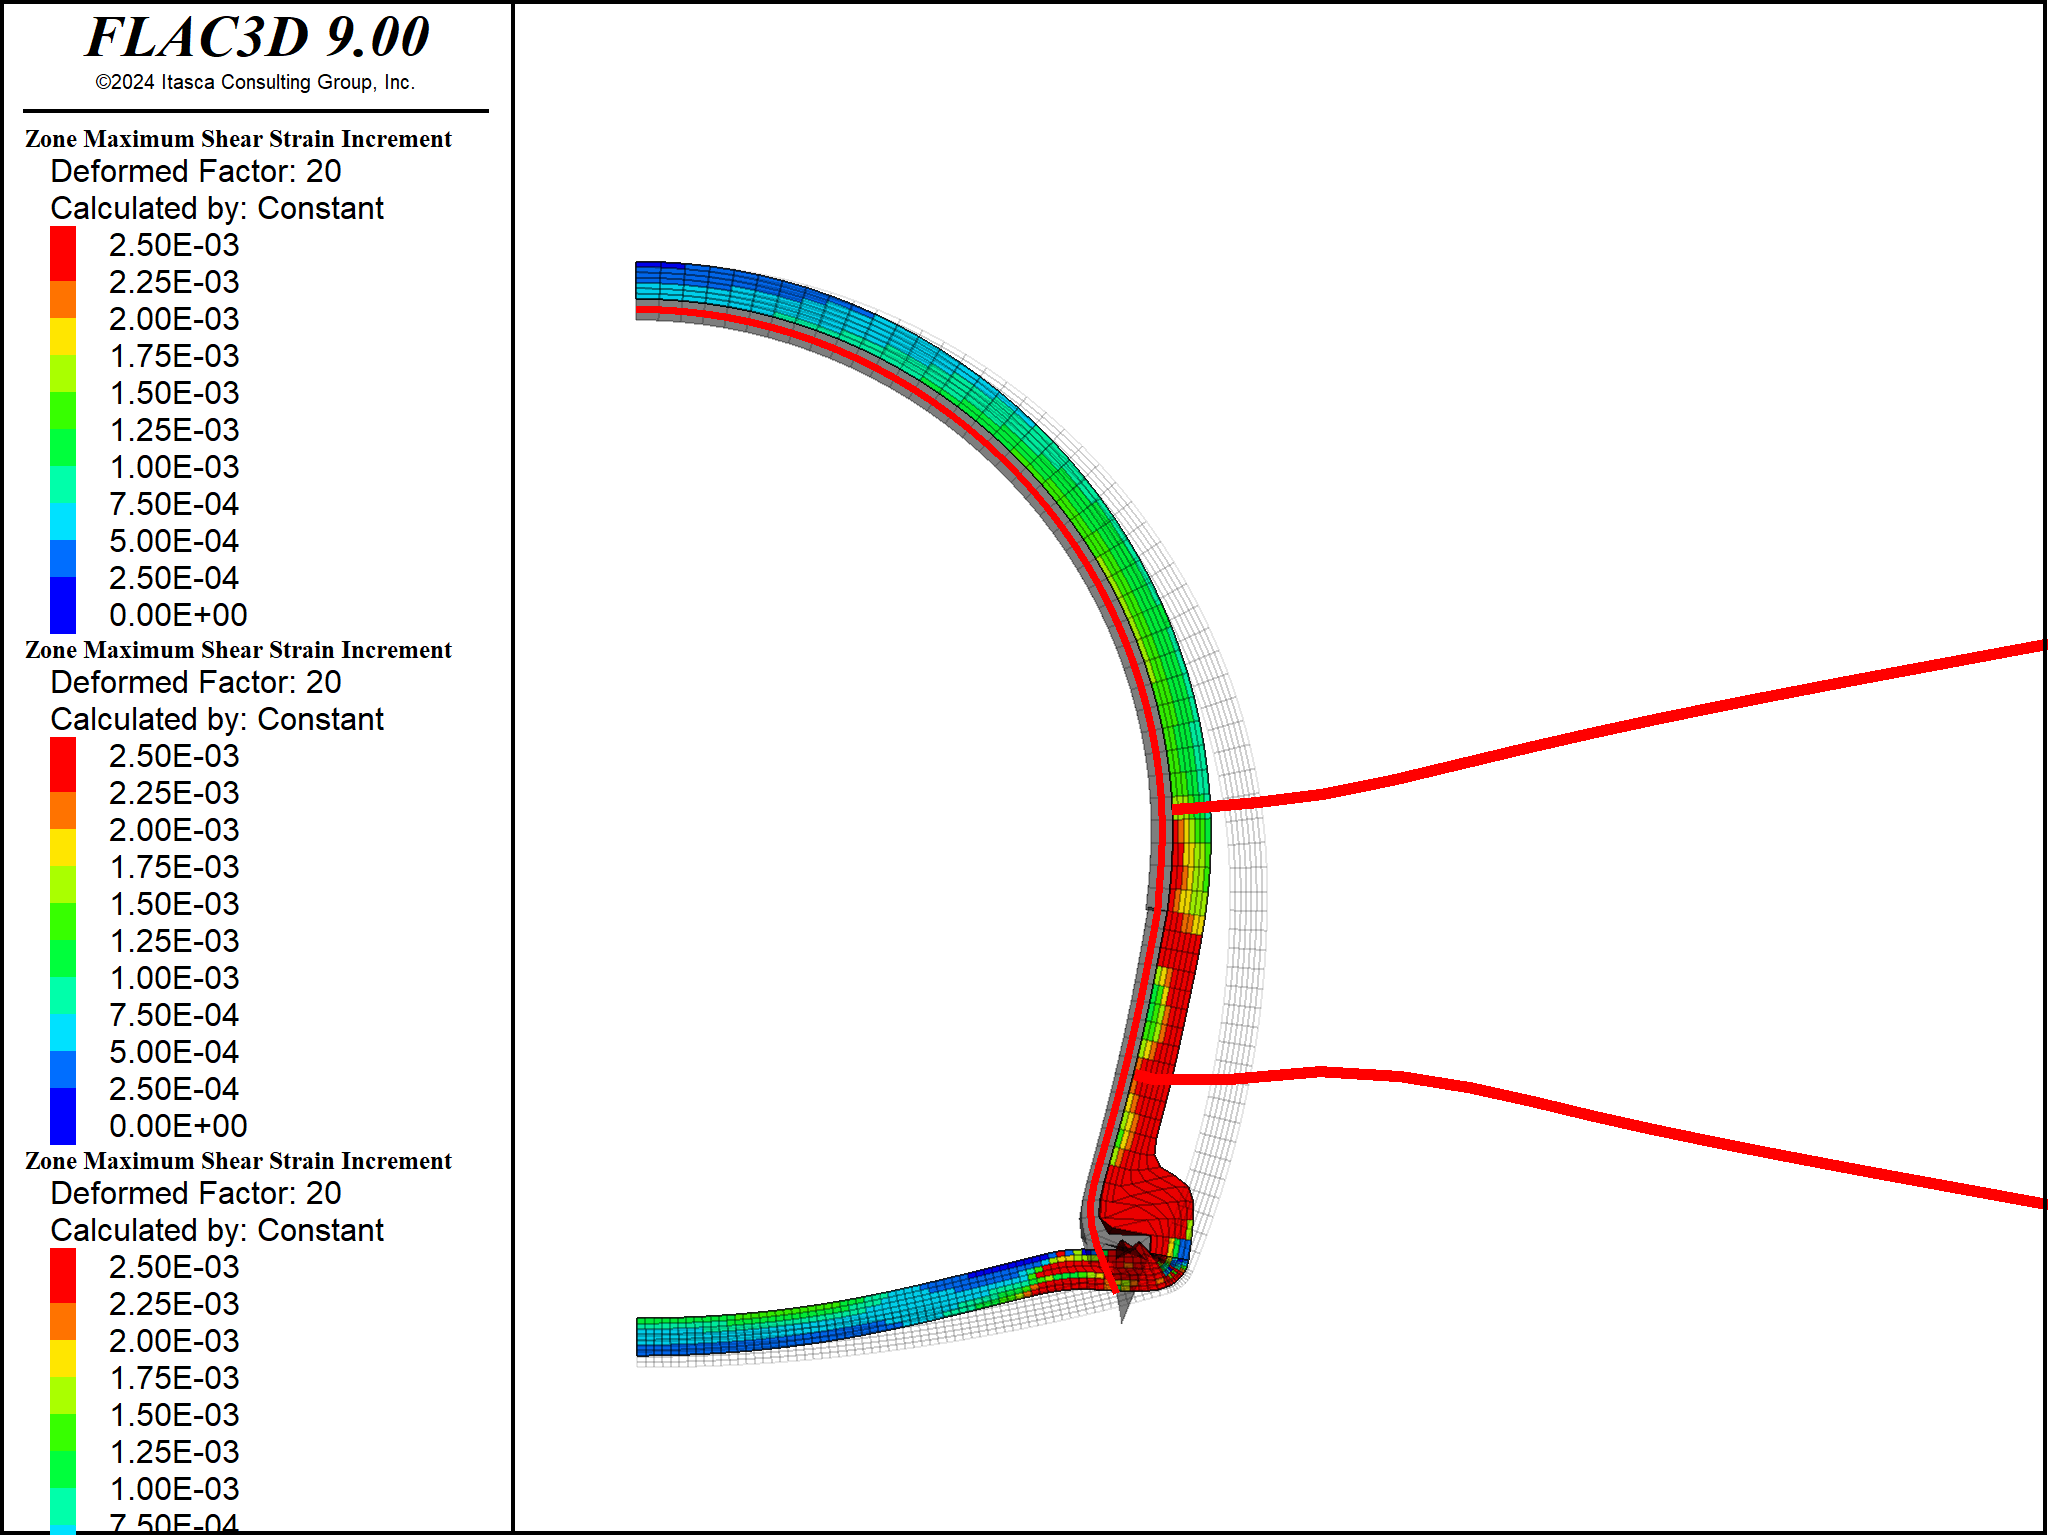 FLAC3D 9.00
©2024 Itasca Consulting Group, Inc.
Zone Maximum Shear Strain Increment
Deformed Factor: 20
Calculated by: Constant
2.50E-03
2.25E-03
2.00E-03
1.75E-03
1.50E-03
1.25E-03
1.00E-03
7.50E-04
5.00E-04
2.50E-04
0.00E+00
Zone Maximum Shear Strain Increment
Deformed Factor: 20
Calculated by: Constant
2.50E-03
2.25E-03
2.00E-03
1.75E-03
1.50E-03
1.25E-03
1.00E-03
7.50E-04
5.00E-04
2.50E-04
0.00E+00
Zone Maximum Shear Strain Increment
Deformed Factor: 20
Calculated by: Constant
2.50E-03
2.25E-03
2.00E-03
1.75E-03
1.50E-03
1.25E-03
1.00E-03
7.50E-04